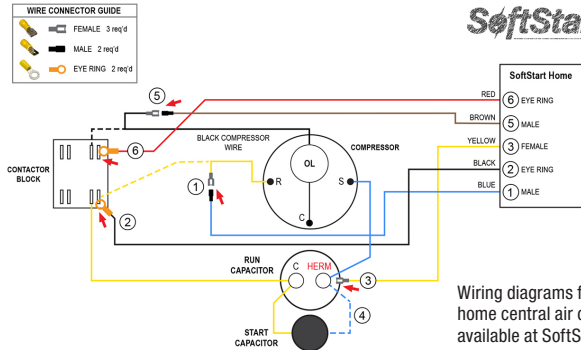 WIRE CONNECTOR GUIDE
FEMALE 3 req'd
MALE 2 req'd
EYE RING 2 req'd
SoftStar
SoftStart Home
RED 6 EYE RING
BROWN 5 MALE
YELLOW 3 FEMALE
BLACK 2 EYE RING
BLUE 1 MALE
5
6
BLACK COMPRESSOR
WIRE
COMPRESSOR
OL
R
S
C
CONTACTOR
BLOCK
1
2
RUN
CAPACITOR
C HERM
3
4
START
CAPACITOR
Wiring diagrams f
home central air c
available at SoftS